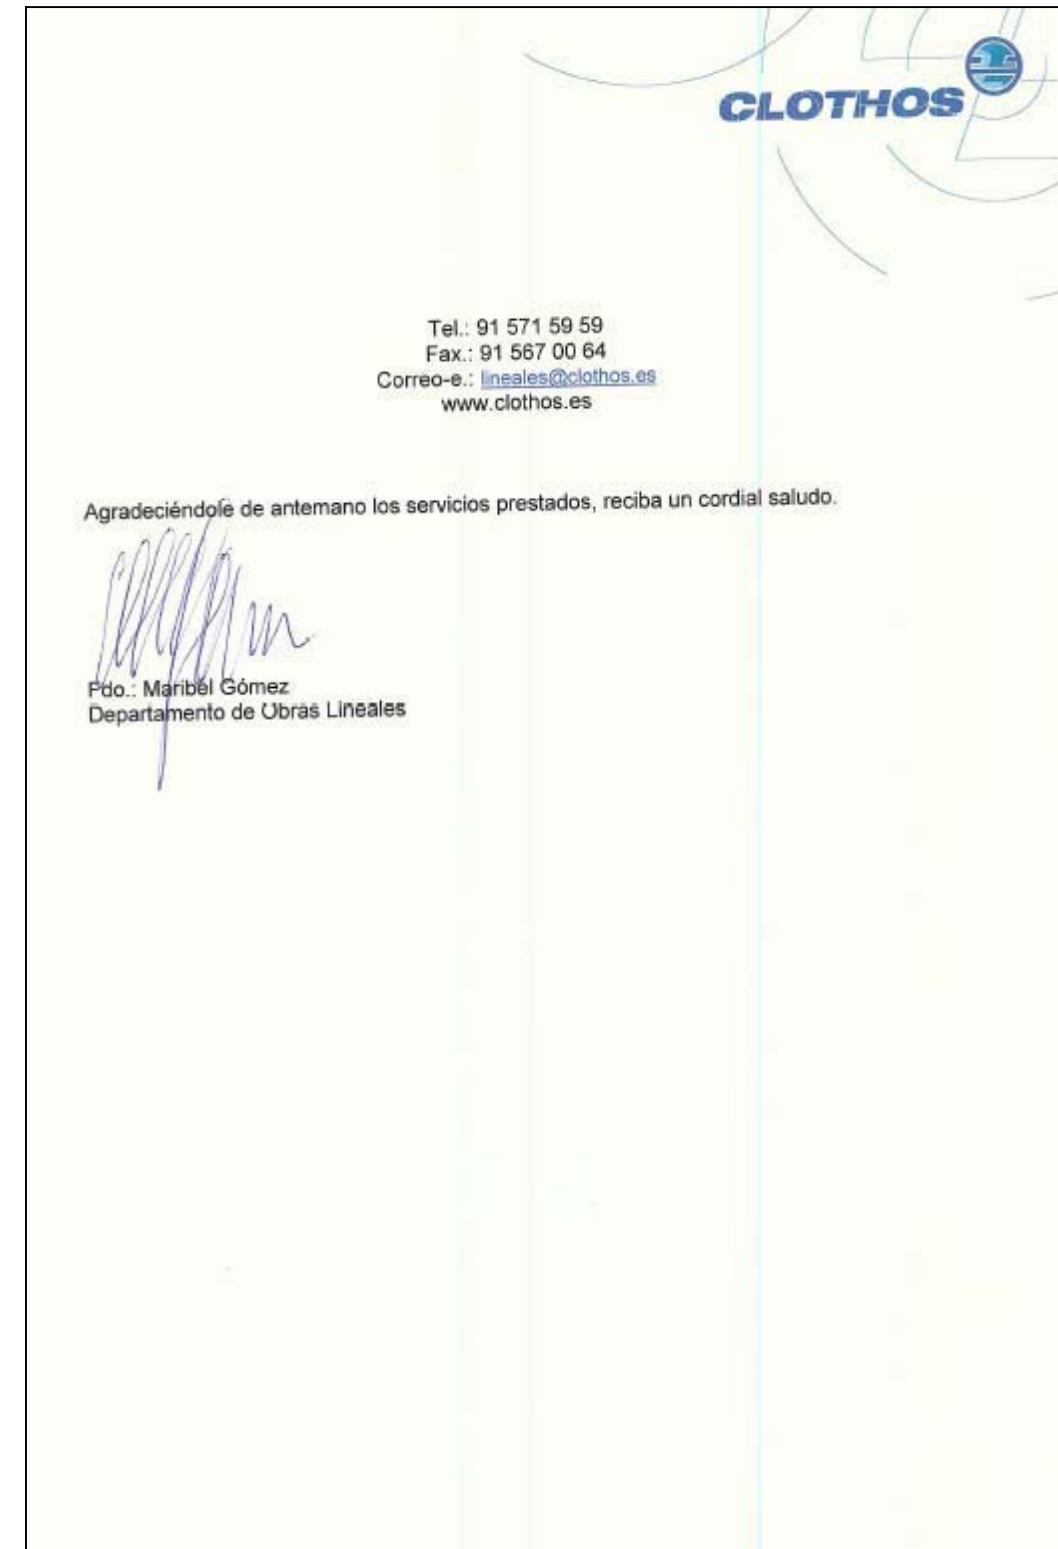 CLOTHOS
Tel.: 91 571 59 59
Fax.: 91 567 00 64
Correo-e.: lineales@clothos.es
www.clothos.es
Agradeciéndole de antemano los servicios prestados, reciba un cordial saludo.
Fdo.: Maribel Gómez
Departamento de Obras Lineales